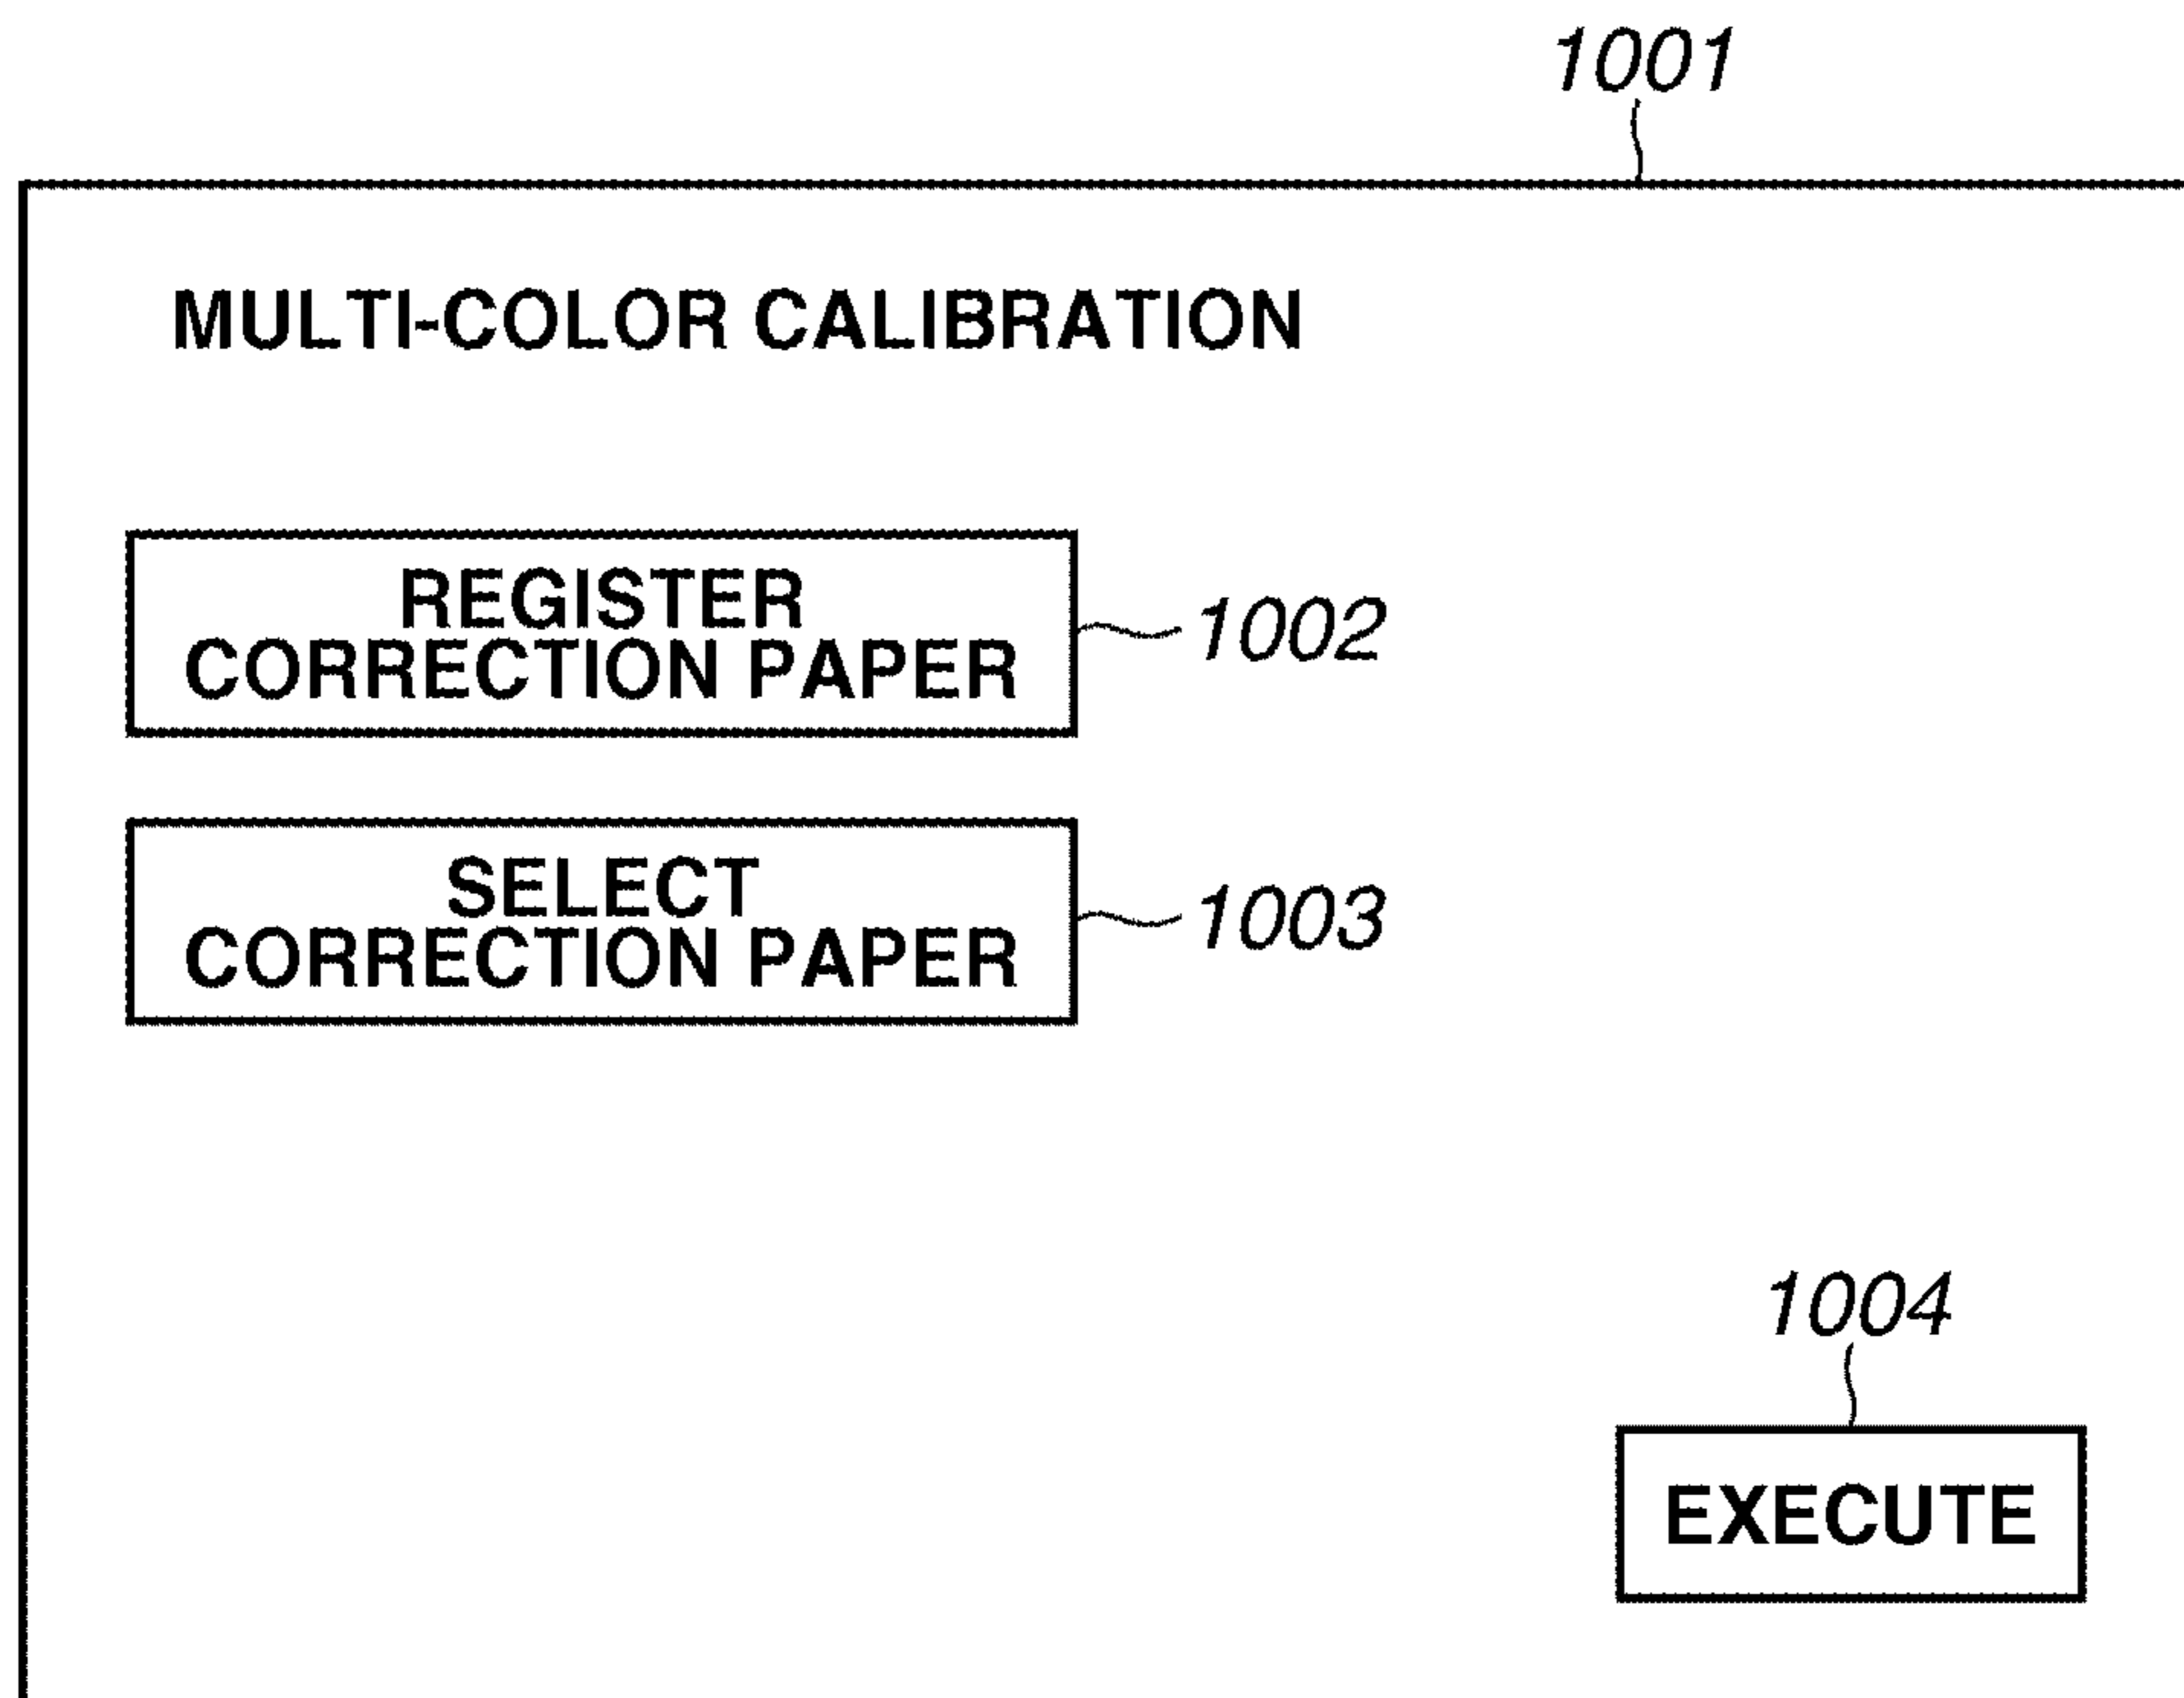 1001
MULTI-COLOR CALIBRATION
REGISTER
CORRECTION PAPER
1002
SELECT
CORRECTION PAPER
1003
1004
EXECUTE